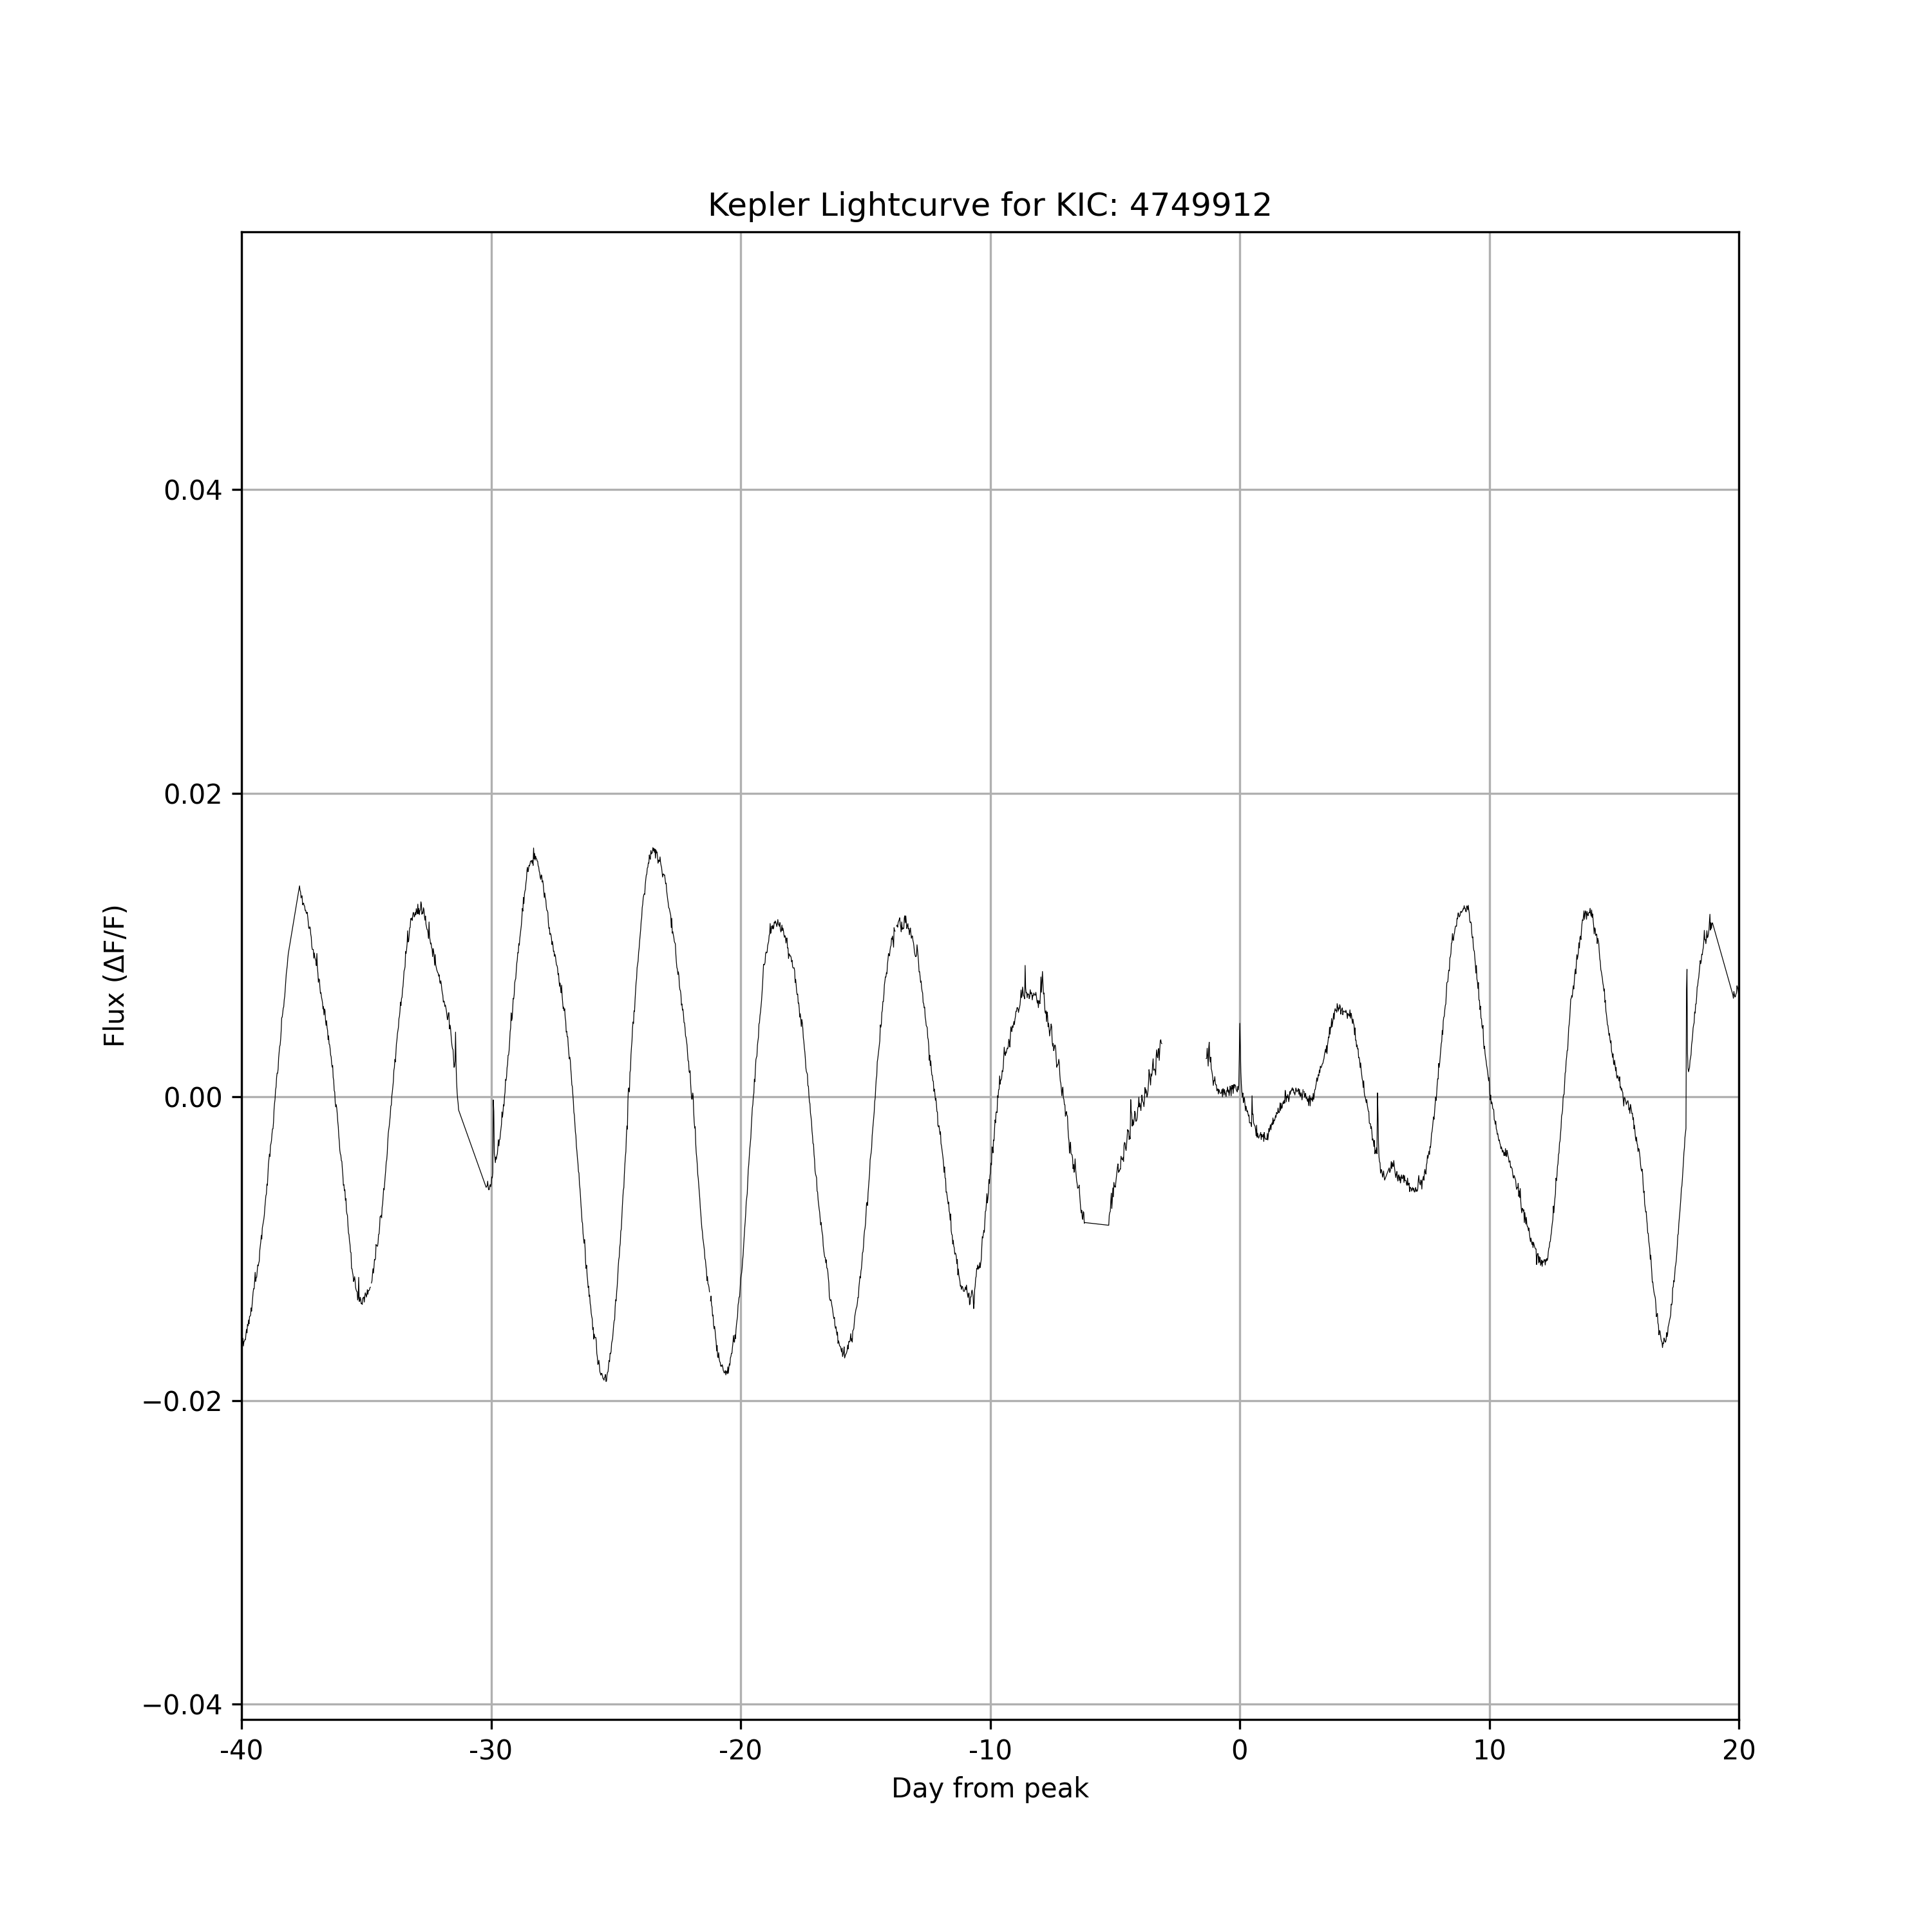 Kepler Lightcurve for KIC: 4749912
Flux (ΔF/F)
0.04
0.02
0.00
−0.02
−0.04
-40 -30 -20 -10 0 10 20
Day from peak